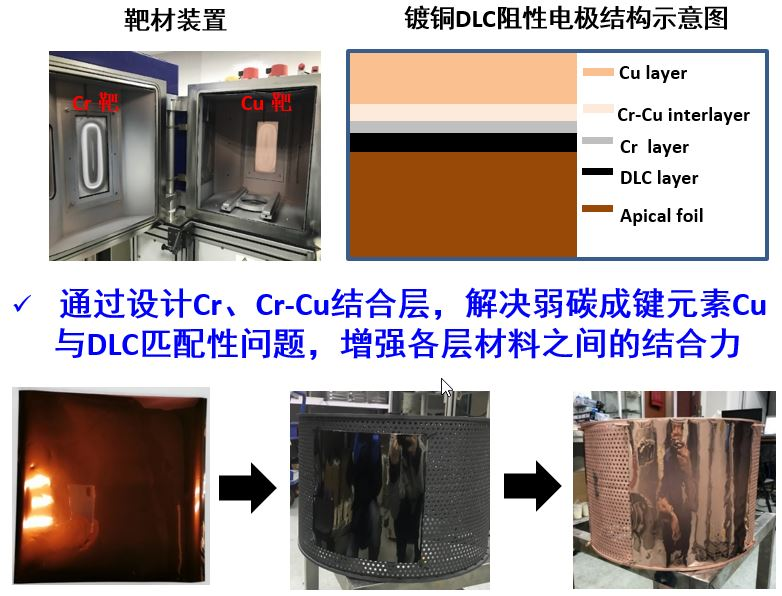 靶材装置
镀铜DLC阻性电极结构示意图
Cr 靶
Cu 靶
Cu layer
Cr-Cu interlayer
Cr layer
DLC layer
Apical foil
✓ 通过设计Cr、Cr-Cu结合层，解决弱碳成键元素Cu
与DLC匹配性问题，增强各层材料之间的结合力